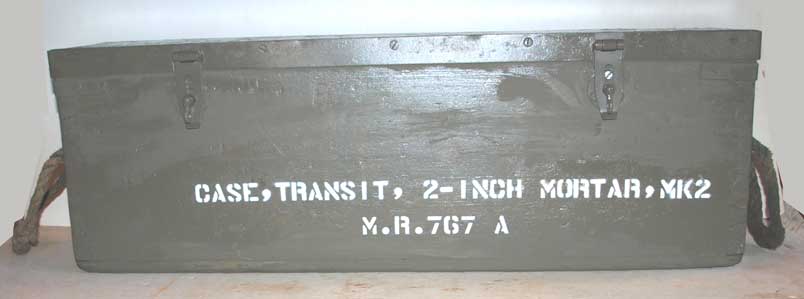 CASE, TRANSIT, 2-INCH MORTAR, MK2
M.R.767 A